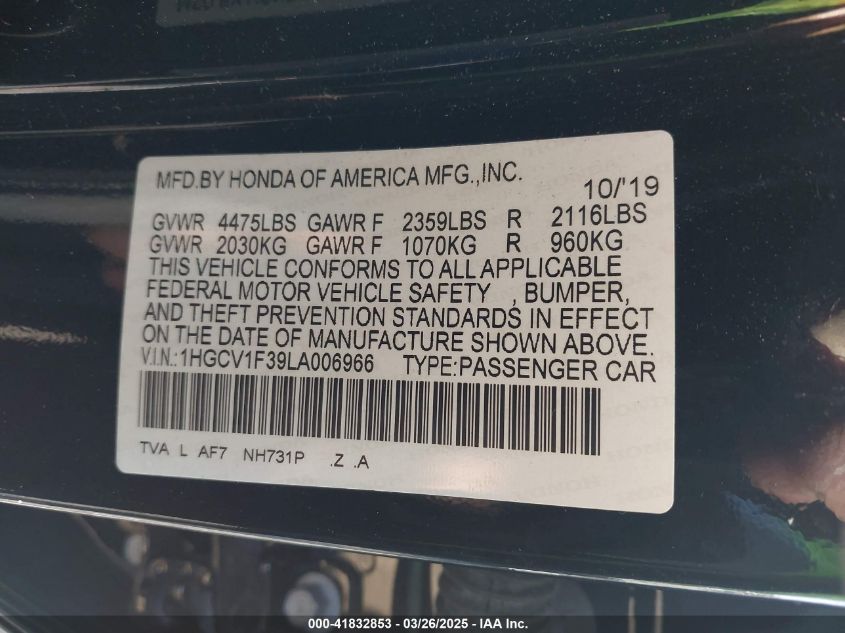 MFD.BY HONDA OF AMERICA MFG.,INC.
10/'19
GVWR 4475LBS GAWR F 2359LBS R 2116LBS
GVWR 2030KG GAWR F 1070KG R 960KG
THIS VEHICLE CONFORMS TO ALL APPLICABLE
FEDERAL MOTOR VEHICLE SAFETY , BUMPER,
AND THEFT PREVENTION STANDARDS IN EFFECT
ON THE DATE OF MANUFACTURE SHOWN ABOVE.
V.I.N.:1HGCV1F39LA006966 TYPE:PASSENGER CAR
TVA L AF7 NH731P .Z .A
000-41832853 - 03/26/2025 - IAA Inc.